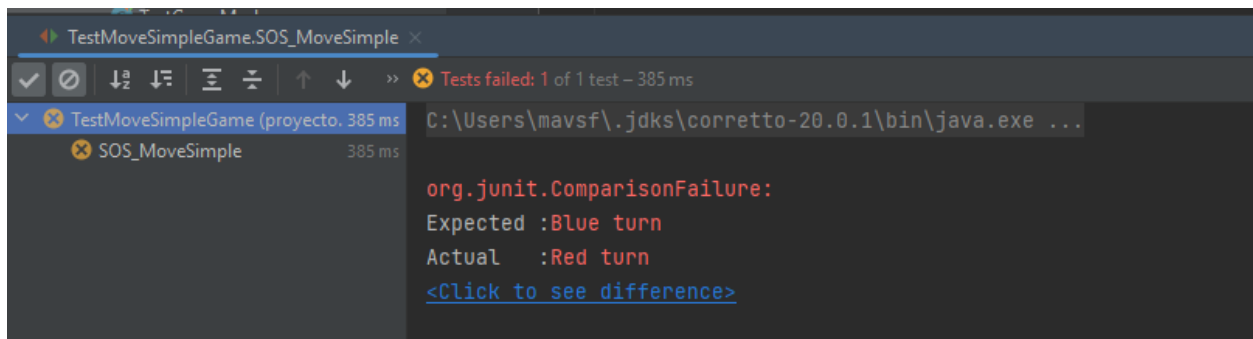 TestMoveSimpleGame.SOS_MoveSimple
Tests failed: 1 of 1 test – 385 ms
TestMoveSimpleGame (proyecto. 385 ms
SOS_MoveSimple 385 ms
C:\Users\mavsf\.jdks\corretto-20.0.1\bin\java.exe ...
org.junit.ComparisonFailure:
Expected :Blue turn
Actual :Red turn
<Click to see difference>